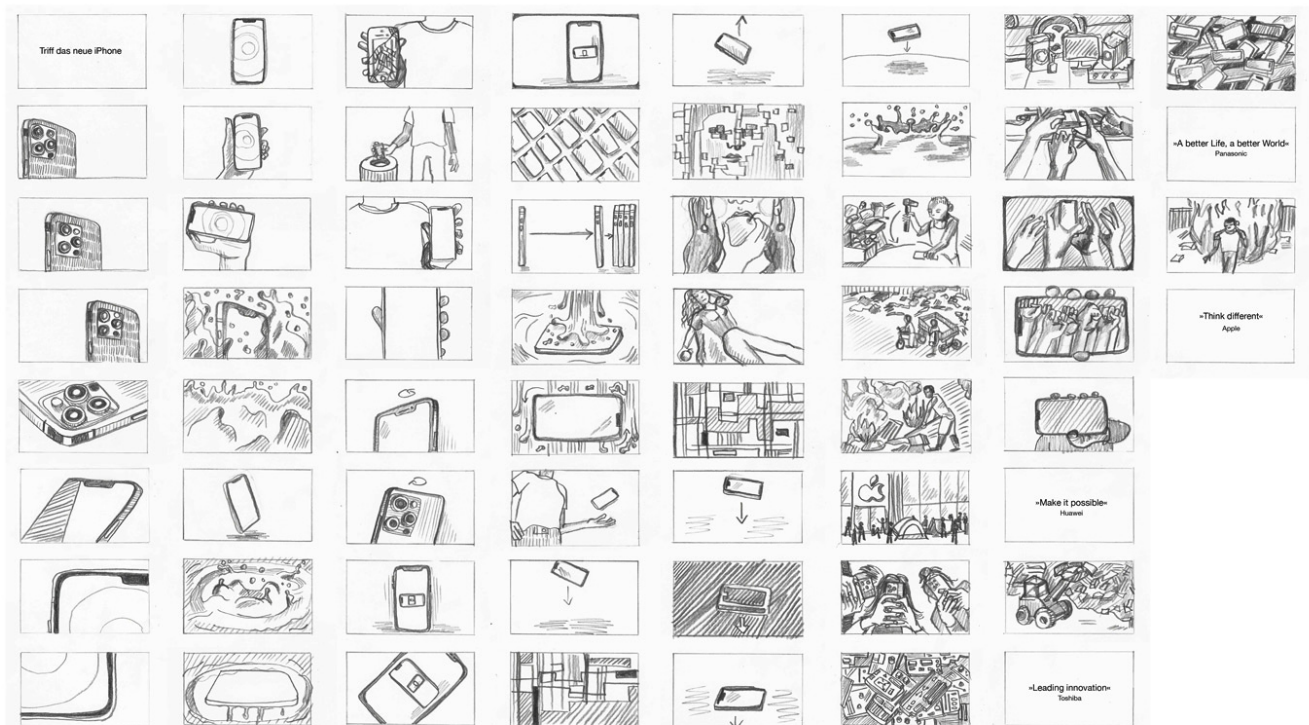 Triff das neue iPhone
»Make it possible«
Huawei
»Leading innovation«
Toshiba
»A better Life, a better World«
Panasonic
»Think different«
Apple